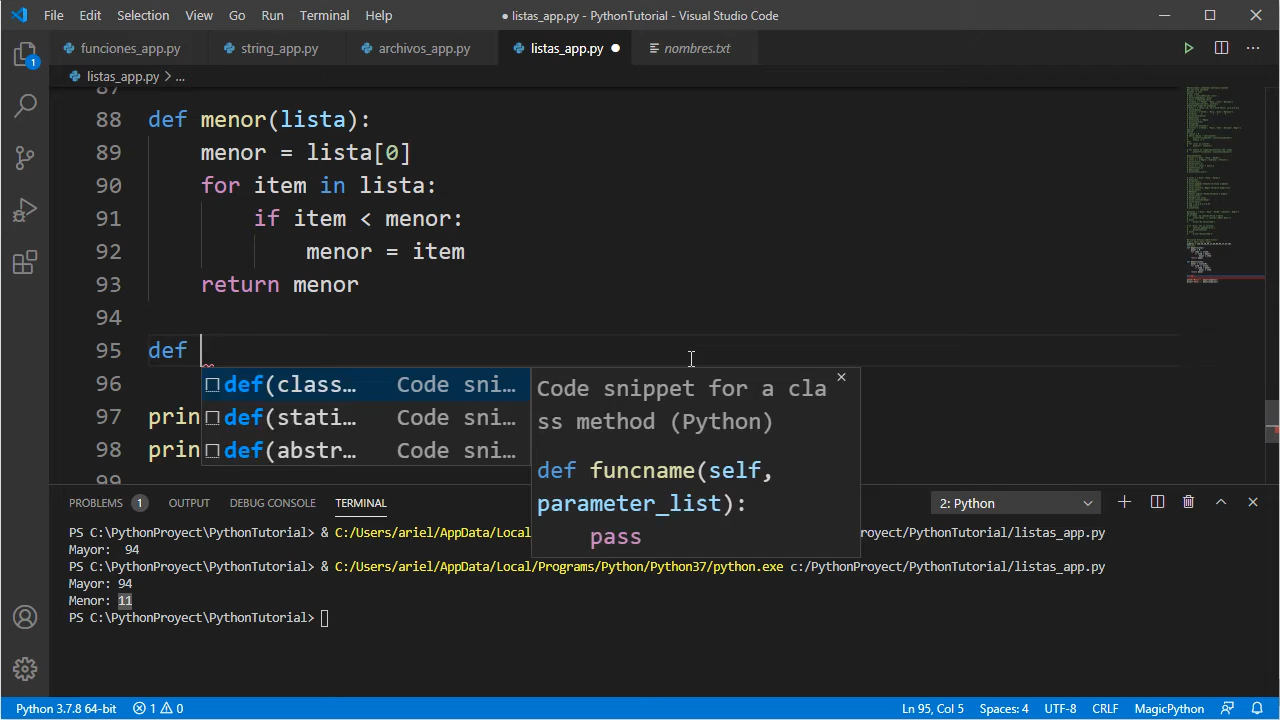 File Edit Selection View Go Run Terminal Help ● listas_app.py - PythonTutorial - Visual Studio Code
funciones_app.py string_app.py archivos_app.py listas_app.py ● nombres.txt
listas_app.py > ...
87
88 def menor(lista):
89 menor = lista[0]
90 for item in lista:
91 if item < menor:
92 menor = item
93 return menor
94
95 def
96
97 prin
98 prin
99
def(class... Code sni...
def(stati... Code sni...
def(abstr... Code sni...
Code snippet for a cla
ss method (Python)
def funcname(self,
parameter_list):
pass
1
PROBLEMS 1 OUTPUT DEBUG CONSOLE TERMINAL 2: Python
PS C:\PythonProyect\PythonTutorial> & C:/Users/ariel/AppData/Local royect/PythonTutorial/listas_app.py
Mayor: 94
PS C:\PythonProyect\PythonTutorial> & C:/Users/ariel/AppData/Local/Programs/Python/Python37/python.exe c:/PythonProyect/PythonTutorial/listas_app.py
Mayor: 94
Menor: 11
PS C:\PythonProyect\PythonTutorial>
Python 3.7.8 64-bit 1 0 Ln 95, Col 5 Spaces: 4 UTF-8 CRLF MagicPython